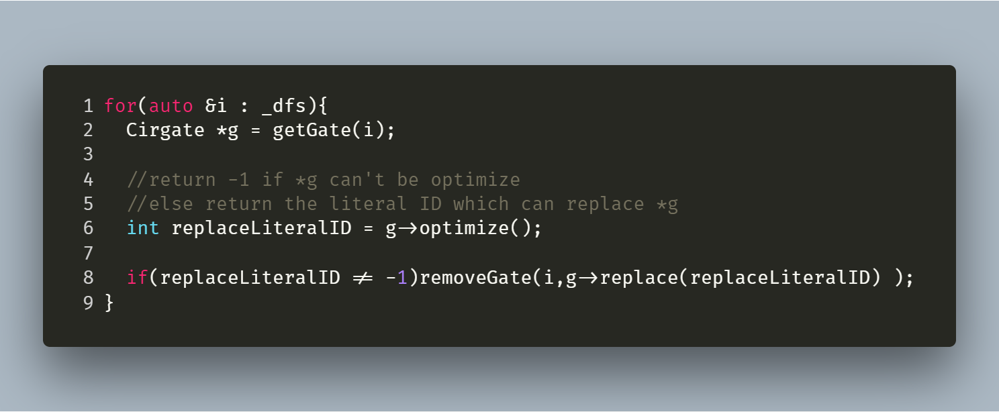 1 for(auto &i : _dfs){
2   Cirgate *g = getGate(i);
3
4   //return -1 if *g can't be optimize
5   //else return the literal ID which can replace *g
6   int replaceLiteralID = g->optimize();
7
8   if(replaceLiteralID != -1)removeGate(i,g->replace(replaceLiteralID) );
9 }